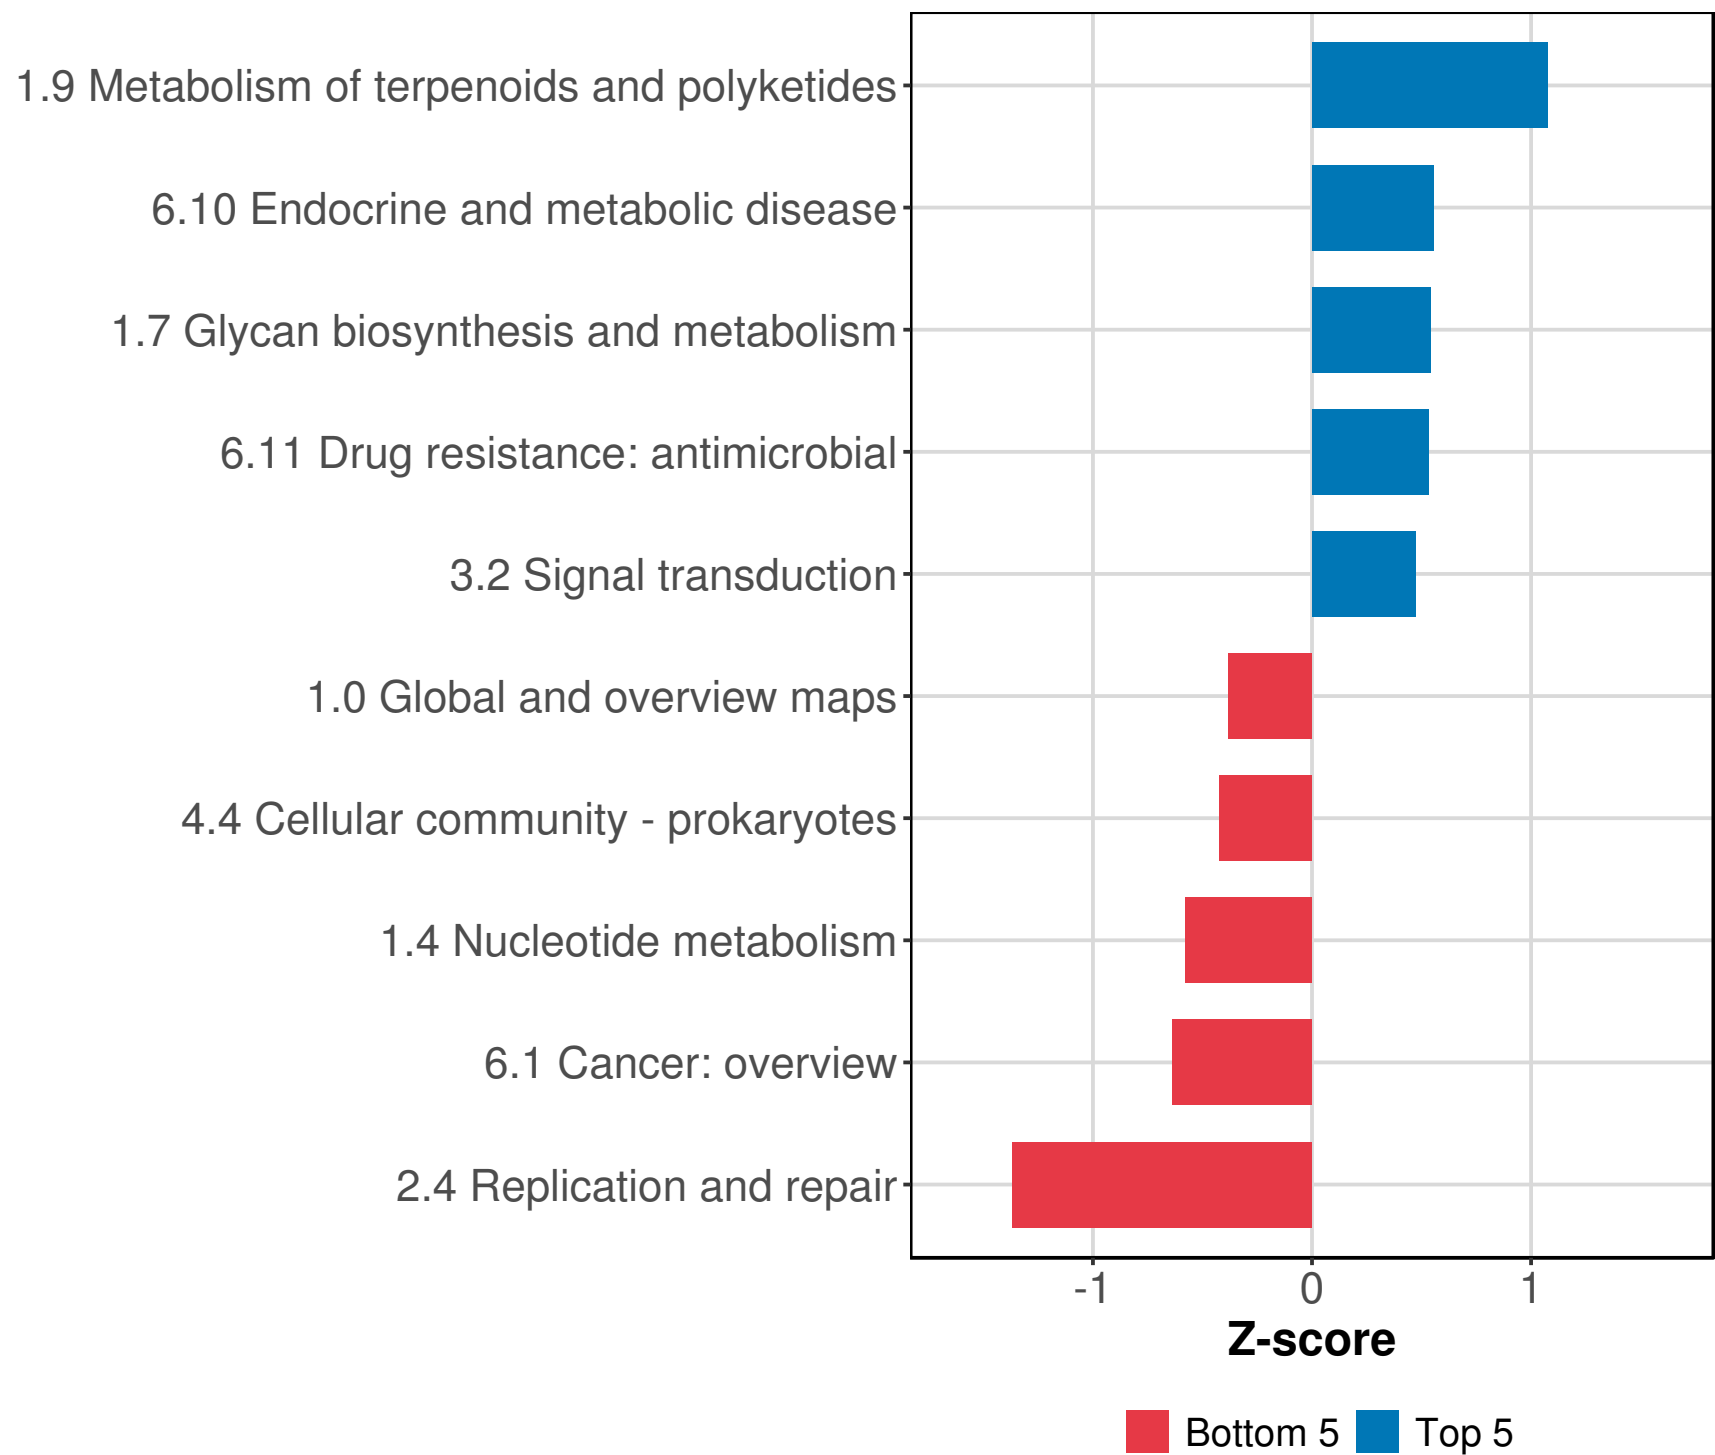 1.9 Metabolism of terpenoids and polyketides
6.10 Endocrine and metabolic disease
1.7 Glycan biosynthesis and metabolism
6.11 Drug resistance: antimicrobial
3.2 Signal transduction
1.0 Global and overview maps
4.4 Cellular community - prokaryotes
1.4 Nucleotide metabolism
6.1 Cancer: overview
2.4 Replication and repair
-1 0 1
Z-score
Bottom 5 Top 5